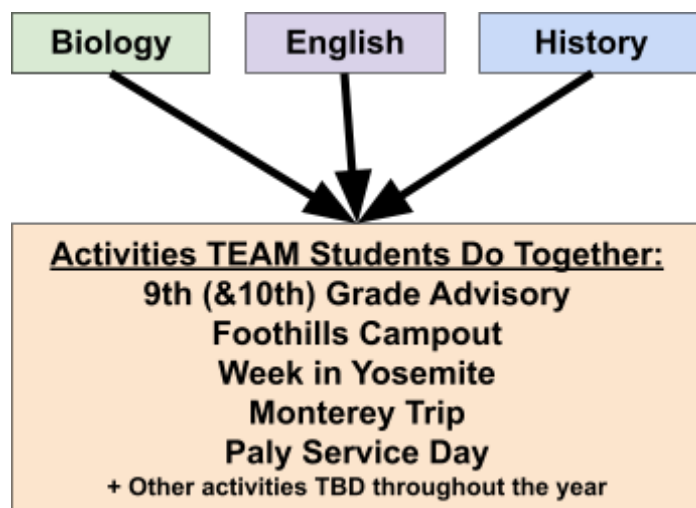 Biology
English
History
Activities TEAM Students Do Together:
9th (&10th) Grade Advisory
Foothills Campout
Week in Yosemite
Monterey Trip
Paly Service Day
+ Other activities TBD throughout the year